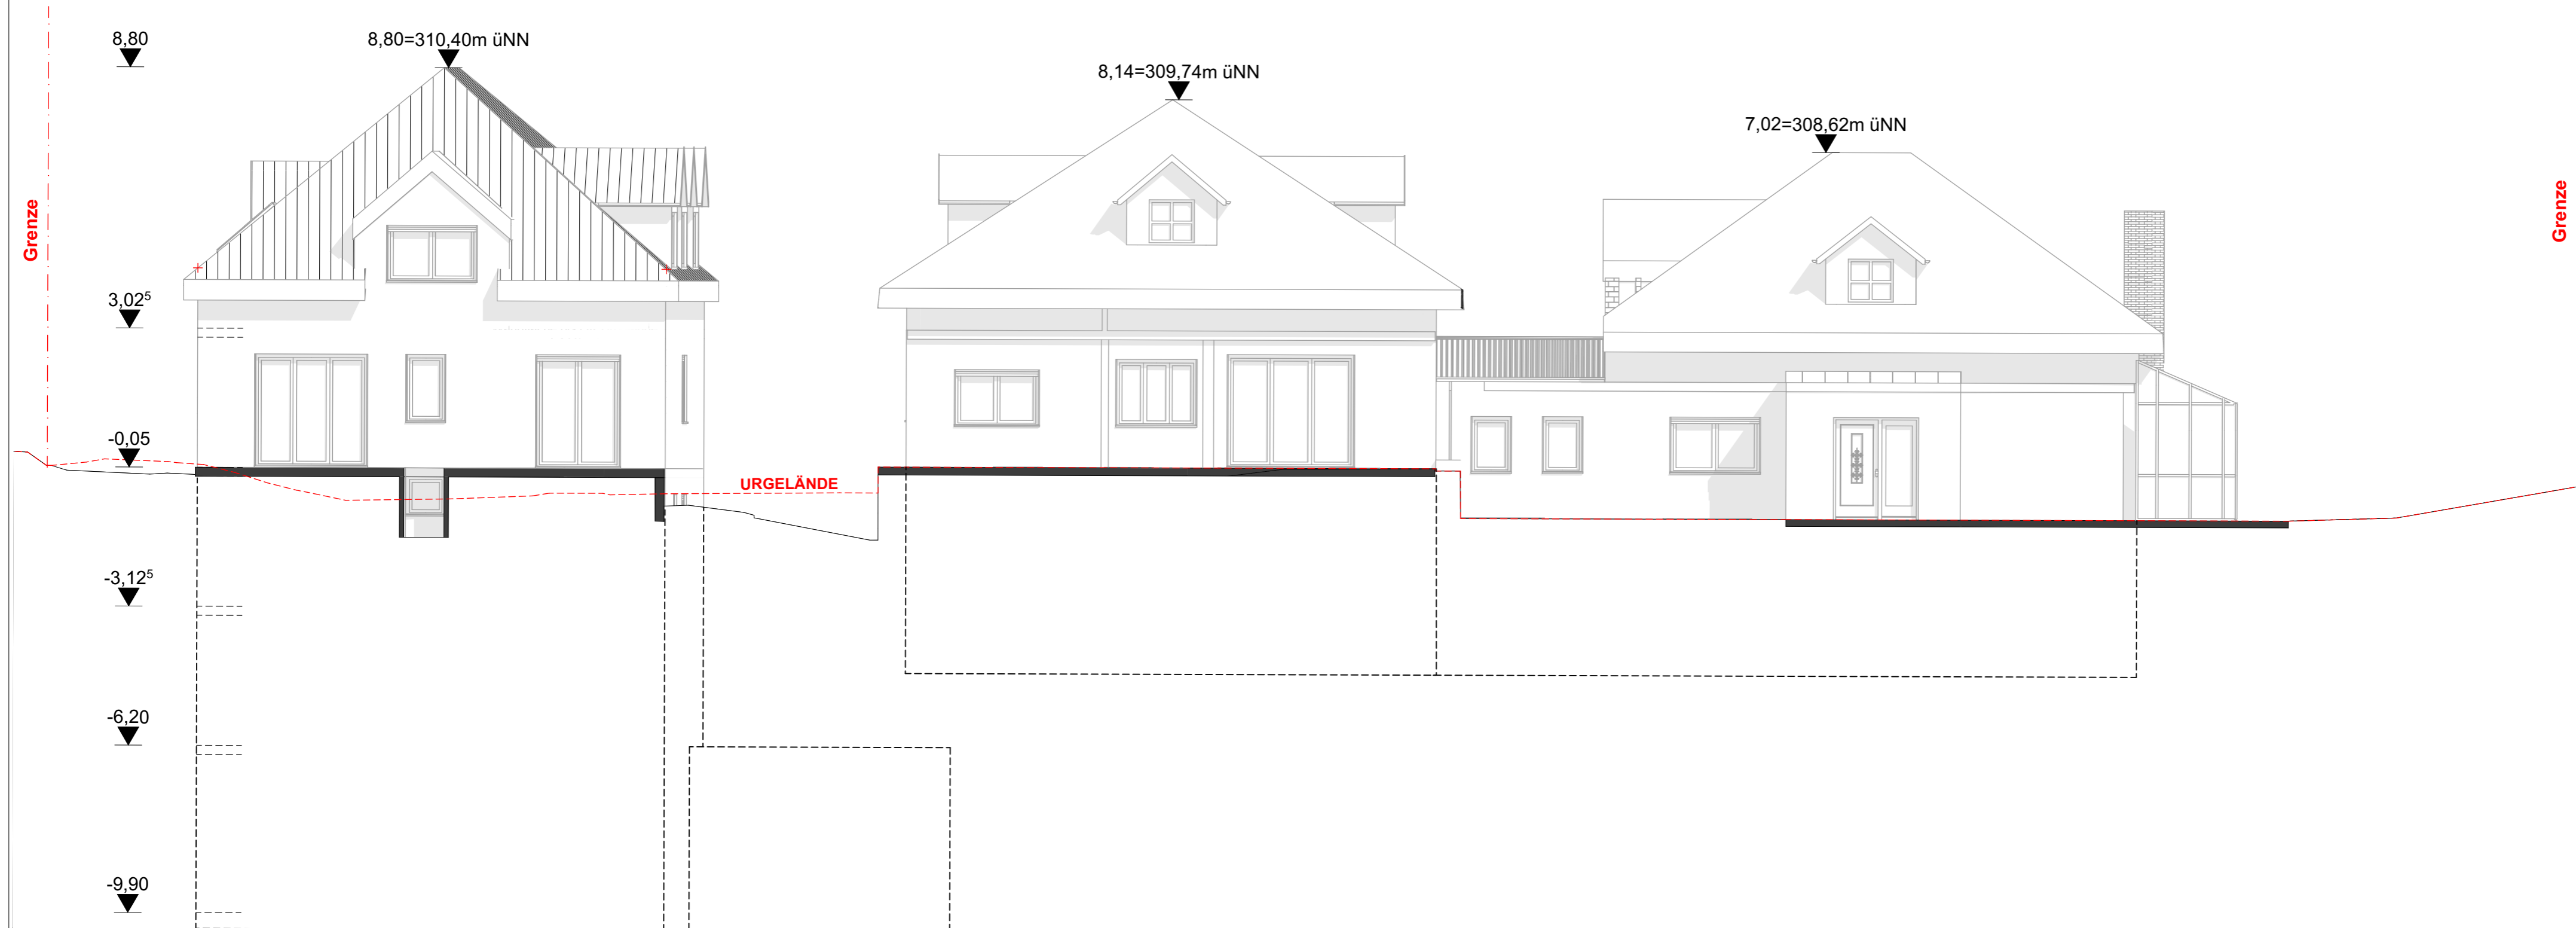 8,80
8,80=310,40m üNN
8,14=309,74m üNN
7,02=308,62m üNN
Grenze
Grenze
3,02⁵
-0,05
URGELÄNDE
-3,12⁵
-6,20
-9,90